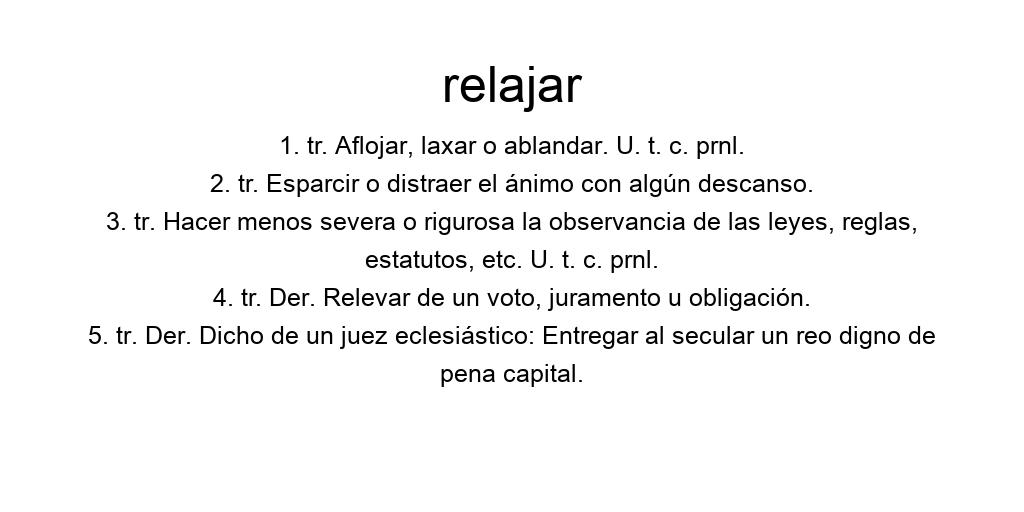 relajar
1. tr. Aflojar, laxar o ablandar. U. t. c. prnl.
2. tr. Esparcir o distraer el ánimo con algún descanso.
3. tr. Hacer menos severa o rigurosa la observancia de las leyes, reglas,
estatutos, etc. U. t. c. prnl.
4. tr. Der. Relevar de un voto, juramento u obligación.
5. tr. Der. Dicho de un juez eclesiástico: Entregar al secular un reo digno de
pena capital.